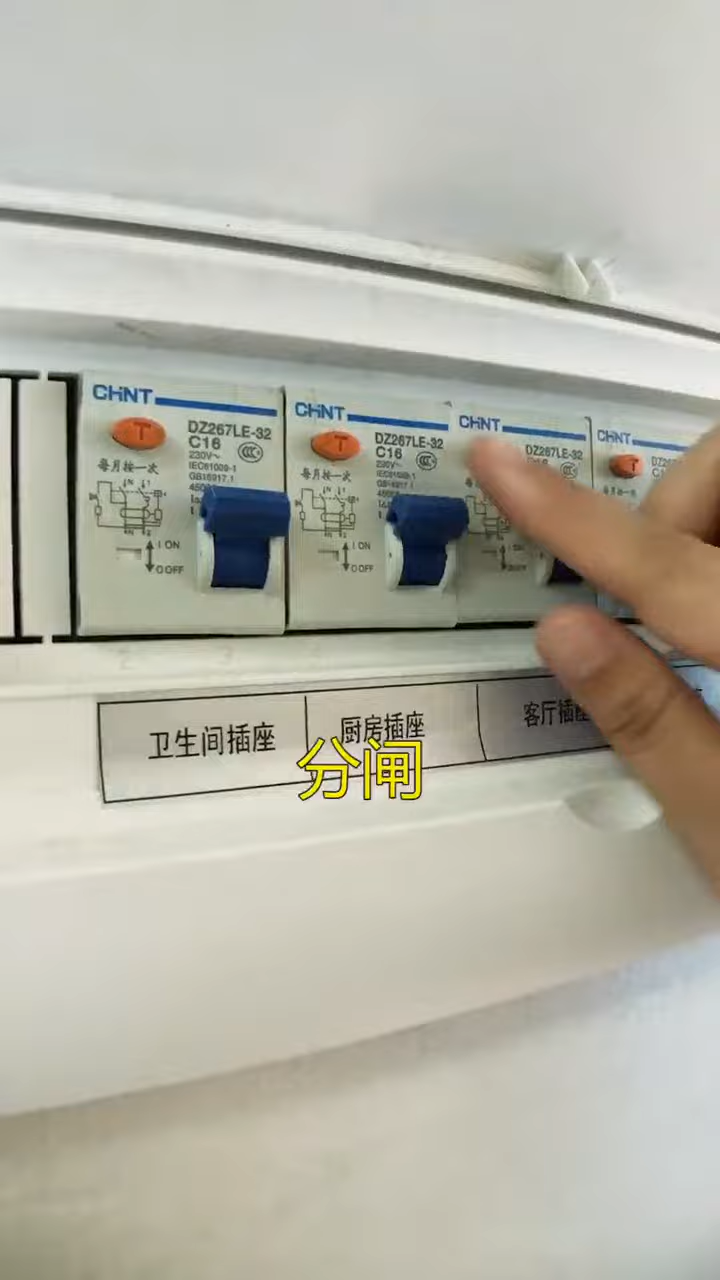 CHNT
T
DZ267LE-32
C16
230V~
IEC61009-1
GB16917.1
每月按一次
I ON
O OFF
CHNT
T
DZ267LE-32
C16
230V~
每月按一次
I ON
O OFF
CHNT
DZ267LE-32
CHNT
T
卫生间插座
厨房插座
客厅插座
分闸